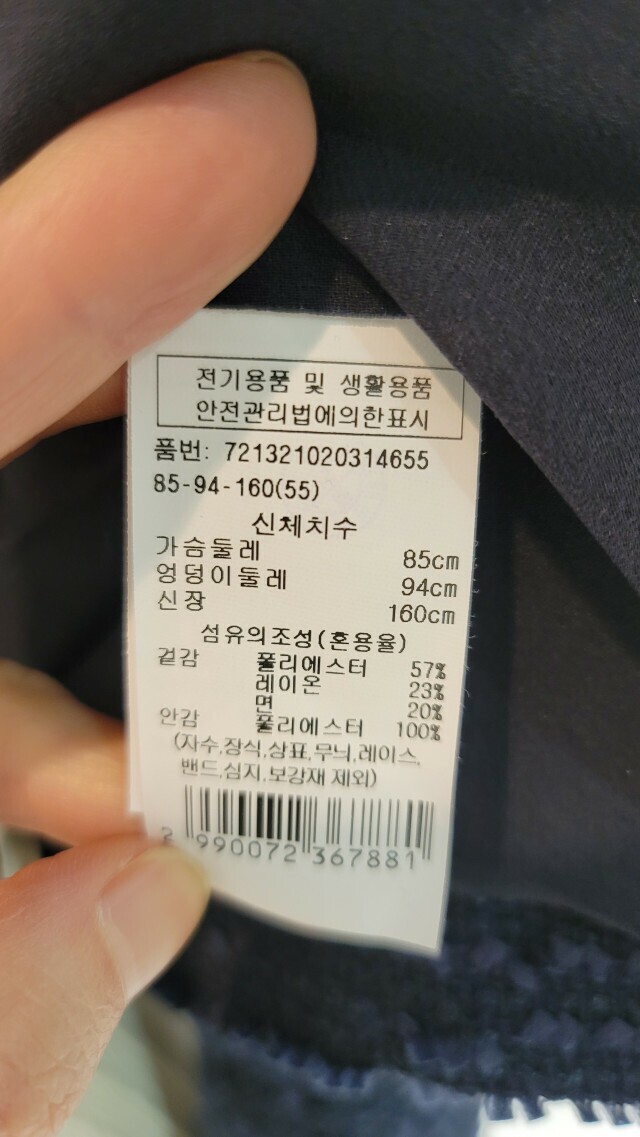 전기용품 및 생활용품
안전관리법에의한표시
품번: 721321020314655
85-94-160(55)
신체치수
가슴둘레 85cm
엉덩이둘레 94cm
신장 160cm
섬유의조성(혼용율)
겉감 폴리에스터 57%
레이온 23%
면 20%
안감 폴리에스터 100%
(자수,장식,상표,무늬,레이스,
밴드,심지,보강재 제외)
2 990072 367881